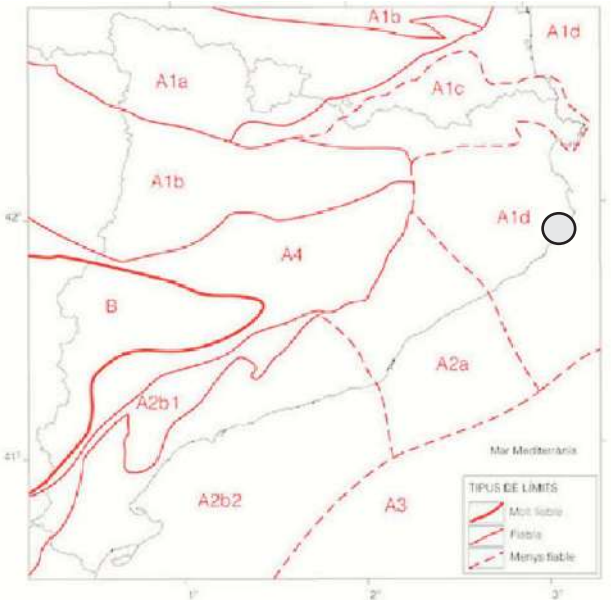 A1b
A1d
A1a
A1c
A1b
42°
A1d
A4
B
A2a
A2b1
41°
Mar Mediterrània
TIPUS DE LÍMITS
A2b2
A3
Molt fiable
Fiable
Menys fiable
1°
2°
3°